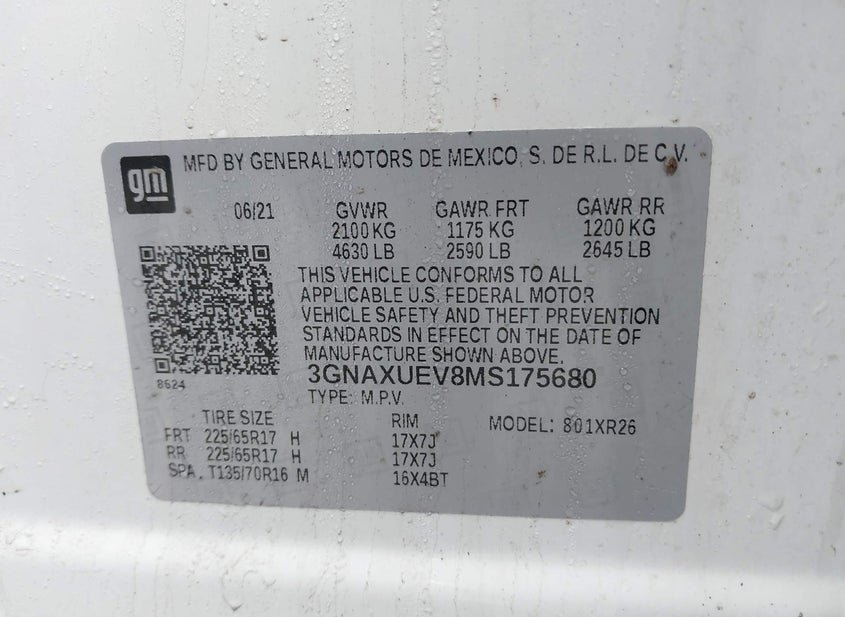 gm
MFD BY GENERAL MOTORS DE MEXICO, S. DE R.L. DE C.V.
06/21 GVWR GAWR FRT GAWR RR
2100 KG 1175 KG 1200 KG
4630 LB 2590 LB 2645 LB
THIS VEHICLE CONFORMS TO ALL
APPLICABLE U.S. FEDERAL MOTOR
VEHICLE SAFETY AND THEFT PREVENTION
STANDARDS IN EFFECT ON THE DATE OF
MANUFACTURE SHOWN ABOVE.
8624
3GNAXUEV8MS175680
TYPE: M.P.V.
TIRE SIZE RIM MODEL: 801XR26
FRT 225/65R17 H 17X7J
RR 225/65R17 H 17X7J
SPA. T135/70R16 M 16X4BT